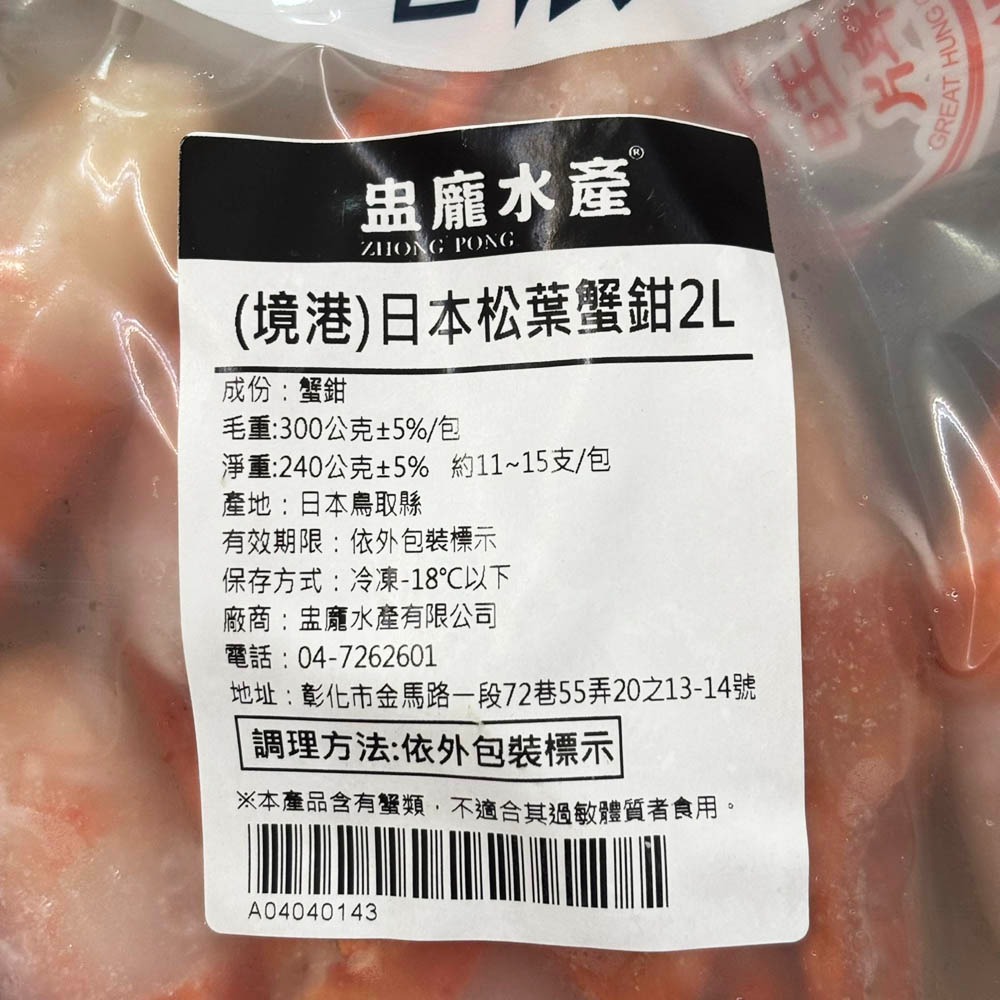 旺
GREAT HUNG
盅龐水產®
ZHONG PONG
(境港)日本松葉蟹鉗2L
成份：蟹鉗
毛重:300公克±5%/包
淨重:240公克±5% 約11~15支/包
產地：日本鳥取縣
有效期限：依外包裝標示
保存方式：冷凍-18℃以下
廠商：盅龐水產有限公司
電話：04-7262601
地址：彰化市金馬路一段72巷55弄20之13-14號
調理方法:依外包裝標示
※本產品含有蟹類，不適合其過敏體質者食用。
A04040143